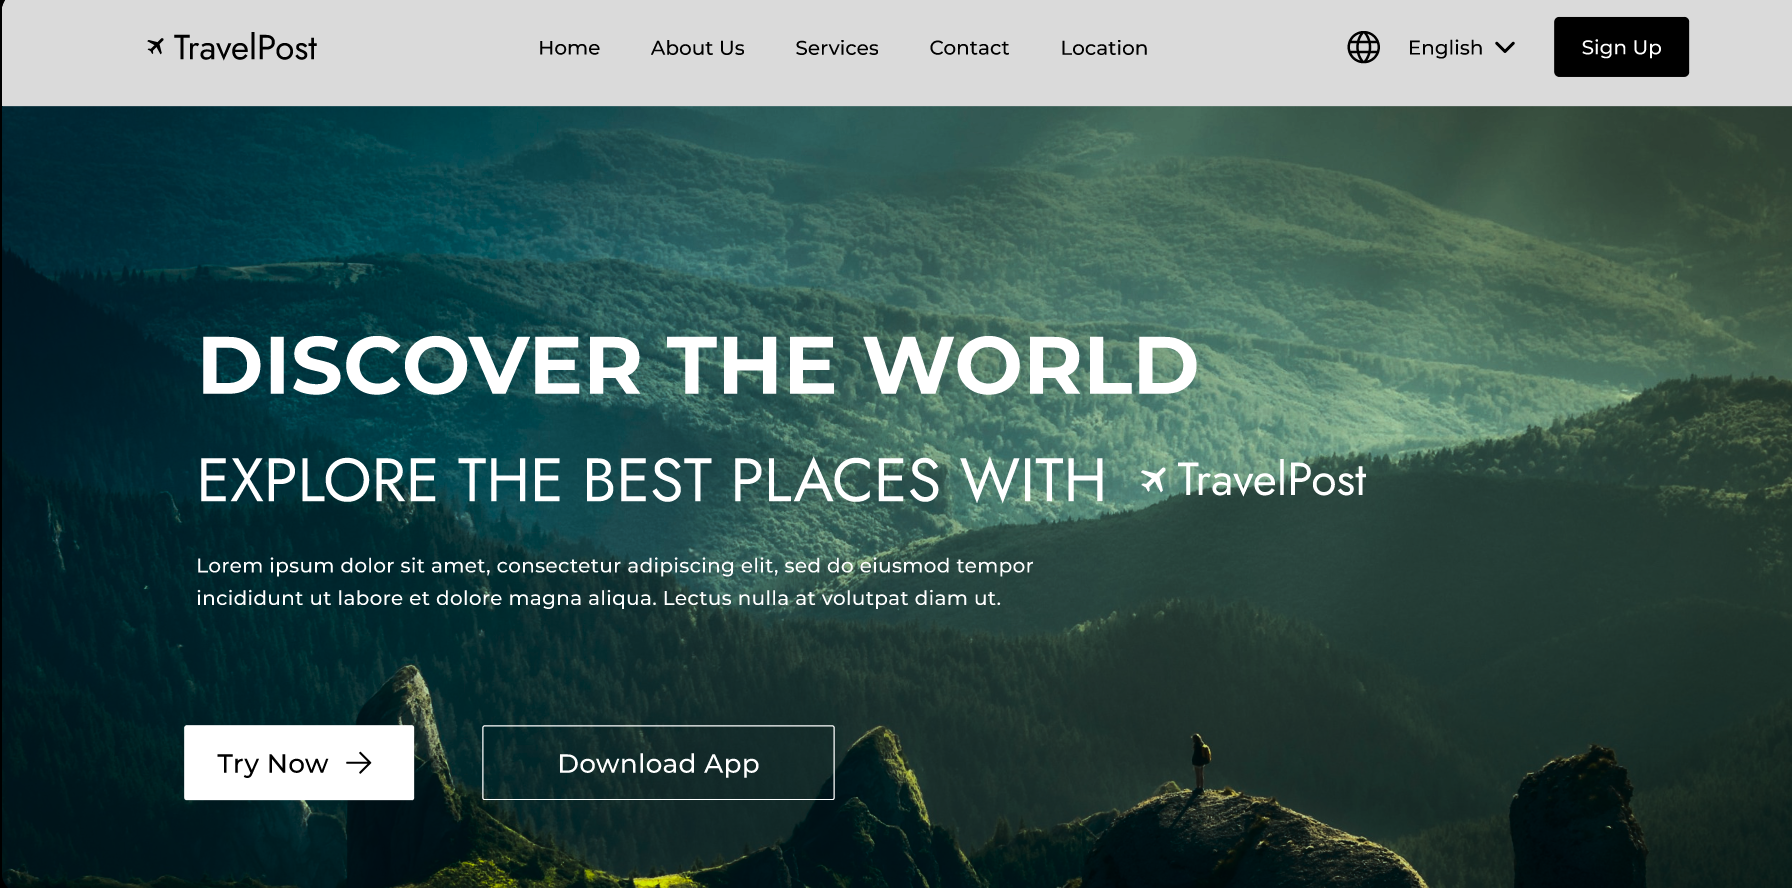 TravelPost
Home About Us Services Contact Location
English
Sign Up
DISCOVER THE WORLD
EXPLORE THE BEST PLACES WITH TravelPost
Lorem ipsum dolor sit amet, consectetur adipiscing elit, sed do eiusmod tempor
incididunt ut labore et dolore magna aliqua. Lectus nulla at volutpat diam ut.
Try Now
Download App